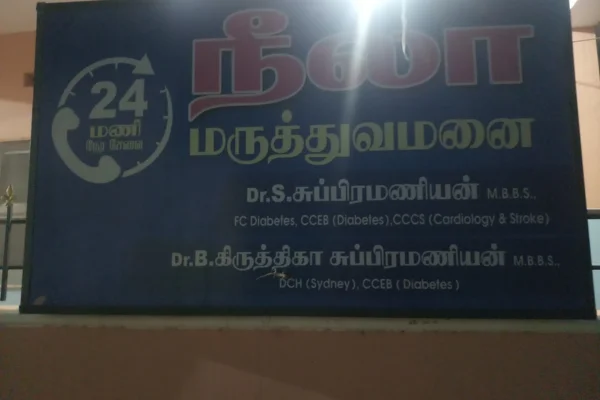 நீலா
24
மணி
நேர சேவை
மருத்துவமனை
Dr.S.சுப்பிரமணியன் M.B.B.S.,
FC Diabetes, CCEB (Diabetes),CCCS (Cardiology & Stroke)
Dr.B.கிருத்திகா சுப்பிரமணியன் M.B.B.S.,
DCH (Sydney), CCEB (Diabetes)